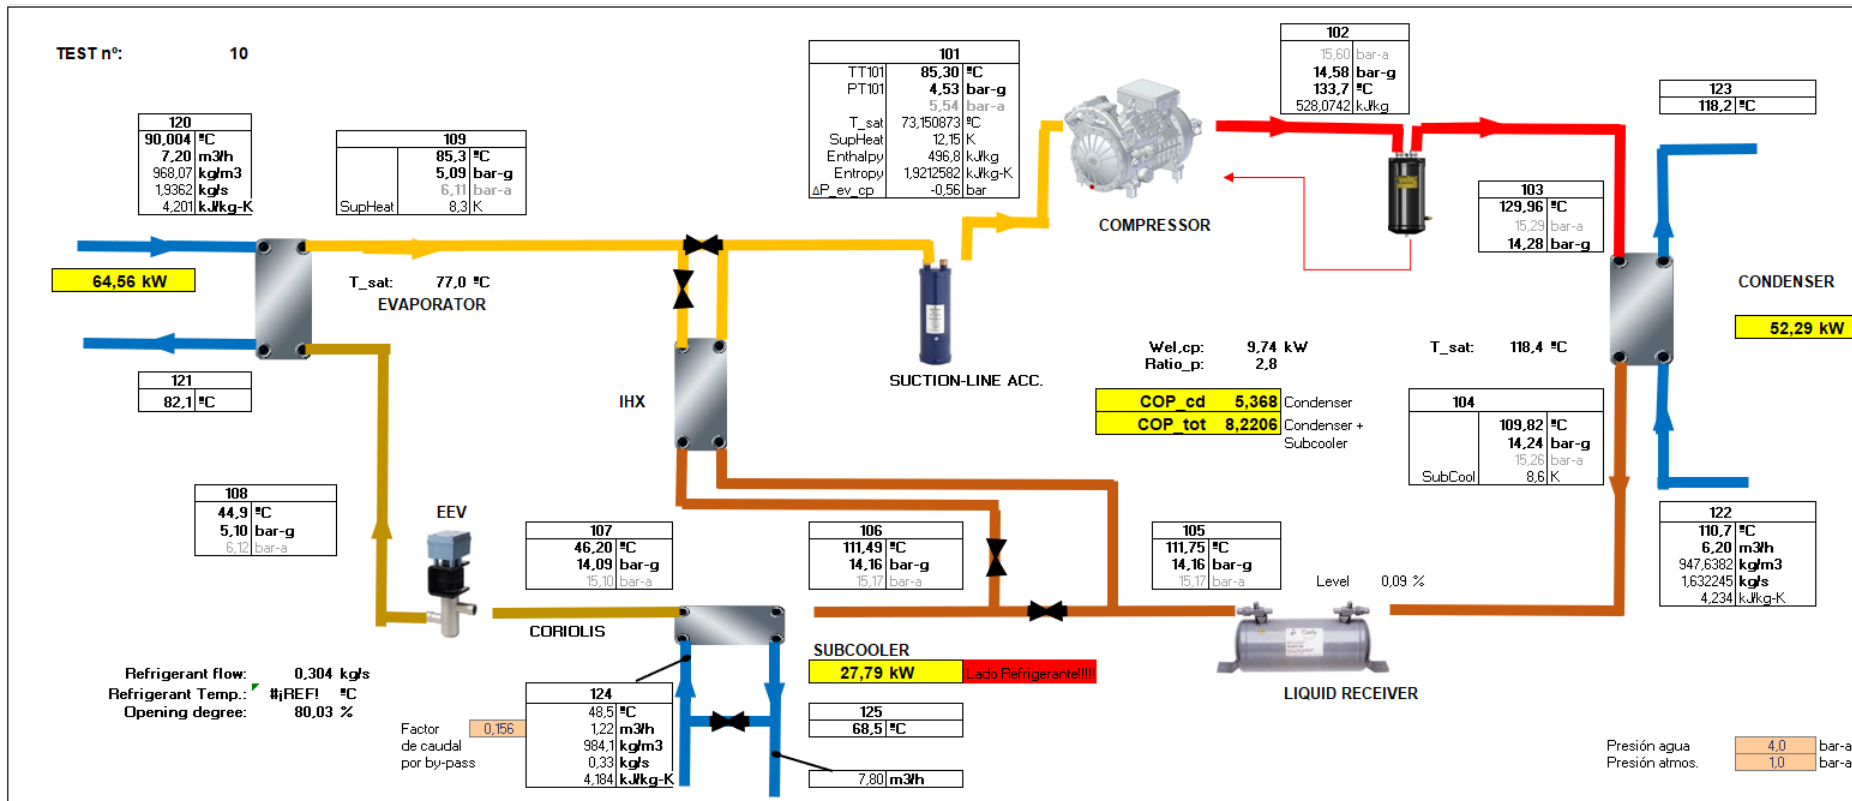 TEST nº: 10
120
90,004 ºC
7,20 m3/h
968,07 kg/m3
1,9362 kg/s
4,201 kJ/kg-K
109
85,3 ºC
5,09 bar-g
6,11 bar-a
SupHeat 8,3 K
101
TT101 85,30 ºC
PT101 4,53 bar-g
5,54 bar-a
T_sat 73,150873 ºC
SupHeat 12,15 K
Enthalpy 496,8 kJ/kg
Entropy 1,9212582 kJ/kg-K
ΔP_ev_cp -0,56 bar
COMPRESSOR
102
15,60 bar-a
14,58 bar-g
133,7 ºC
528,0742 kJ/kg
123
118,2 ºC
103
129,96 ºC
15,29 bar-a
14,28 bar-g
64,56 kW
T_sat: 77,0 ºC
EVAPORATOR
CONDENSER
52,29 kW
121
82,1 ºC
IHX
SUCTION-LINE ACC.
Wel,cp: 9,74 kW
Ratio_p: 2,8
T_sat: 118,4 ºC
COP_cd 5,368 Condenser
COP_tot 8,2206 Condenser +
Subcooler
104
109,82 ºC
14,24 bar-g
15,26 bar-a
SubCool 8,6 K
108
44,9 ºC
5,10 bar-g
6,12 bar-a
EEV
107
46,20 ºC
14,09 bar-g
15,10 bar-a
106
111,49 ºC
14,16 bar-g
15,17 bar-a
105
111,75 ºC
14,16 bar-g
15,17 bar-a
Level 0,09 %
122
110,7 ºC
6,20 m3/h
947,6382 kg/m3
1,632245 kg/s
4,234 kJ/kg-K
CORIOLIS
SUBCOOLER
27,79 kW Lado Refrigerante!!!!!
LIQUID RECEIVER
Refrigerant flow: 0,304 kg/s
Refrigerant Temp.: #¡REF! ºC
Opening degree: 80,03 %
Factor 0,156
de caudal
por by-pass
124
48,5 ºC
1,22 m3/h
984,1 kg/m3
0,33 kg/s
4,184 kJ/kg-K
125
68,5 ºC
7,80 m3/h
Presión agua 4,0 bar-a
Presión atmos. 1,0 bar-a